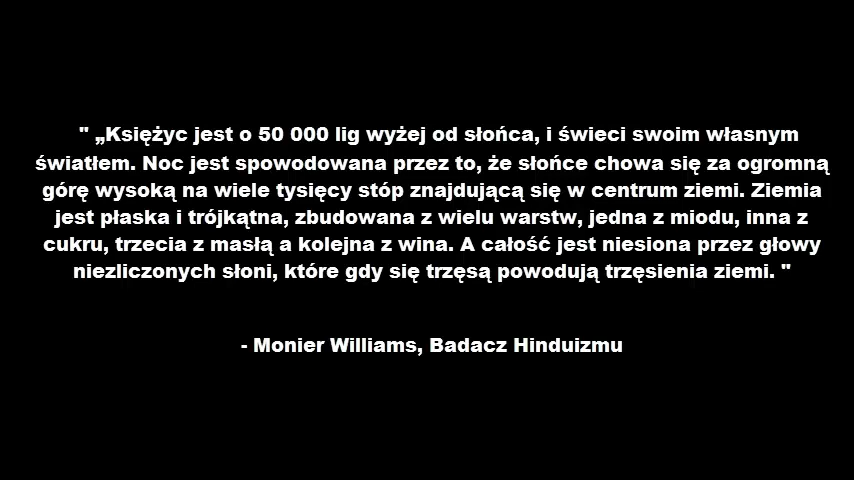 " „Księżyc jest o 50 000 lig wyżej od słońca, i świeci swoim własnym
światłem. Noc jest spowodowana przez to, że słońce chowa się za ogromną
górę wysoką na wiele tysięcy stóp znajdującą się w centrum ziemi. Ziemia
jest płaska i trójkątna, zbudowana z wielu warstw, jedna z miodu, inna z
cukru, trzecia z masłą a kolejna z wina. A całość jest niesiona przez głowy
niezliczonych słoni, które gdy się trzęsą powodują trzęsienia ziemi. "
- Monier Williams, Badacz Hinduizmu